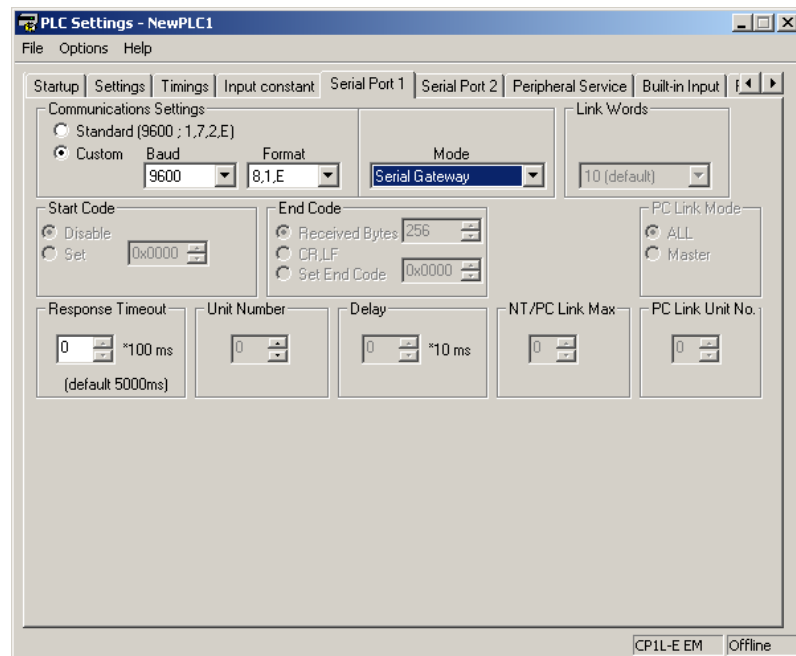 PLC Settings - NewPLC1
File Options Help
Startup Settings Timings Input constant Serial Port 1 Serial Port 2 Peripheral Service Built-in Input
Communications Settings
Link Words
Standard (9600 ; 1,7,2,E)
Custom Baud Format Mode
9600 8,1,E Serial Gateway 10 (default)
Start Code End Code PC Link Mode
Disable Received Bytes 256 ALL
Set 0x0000 CR,LF Master
Set End Code 0x0000
Response Timeout Unit Number Delay NT/PC Link Max PC Link Unit No.
0 *100 ms 0 0 *10 ms 0 0
(default 5000ms)
CP1L-E EM Offline